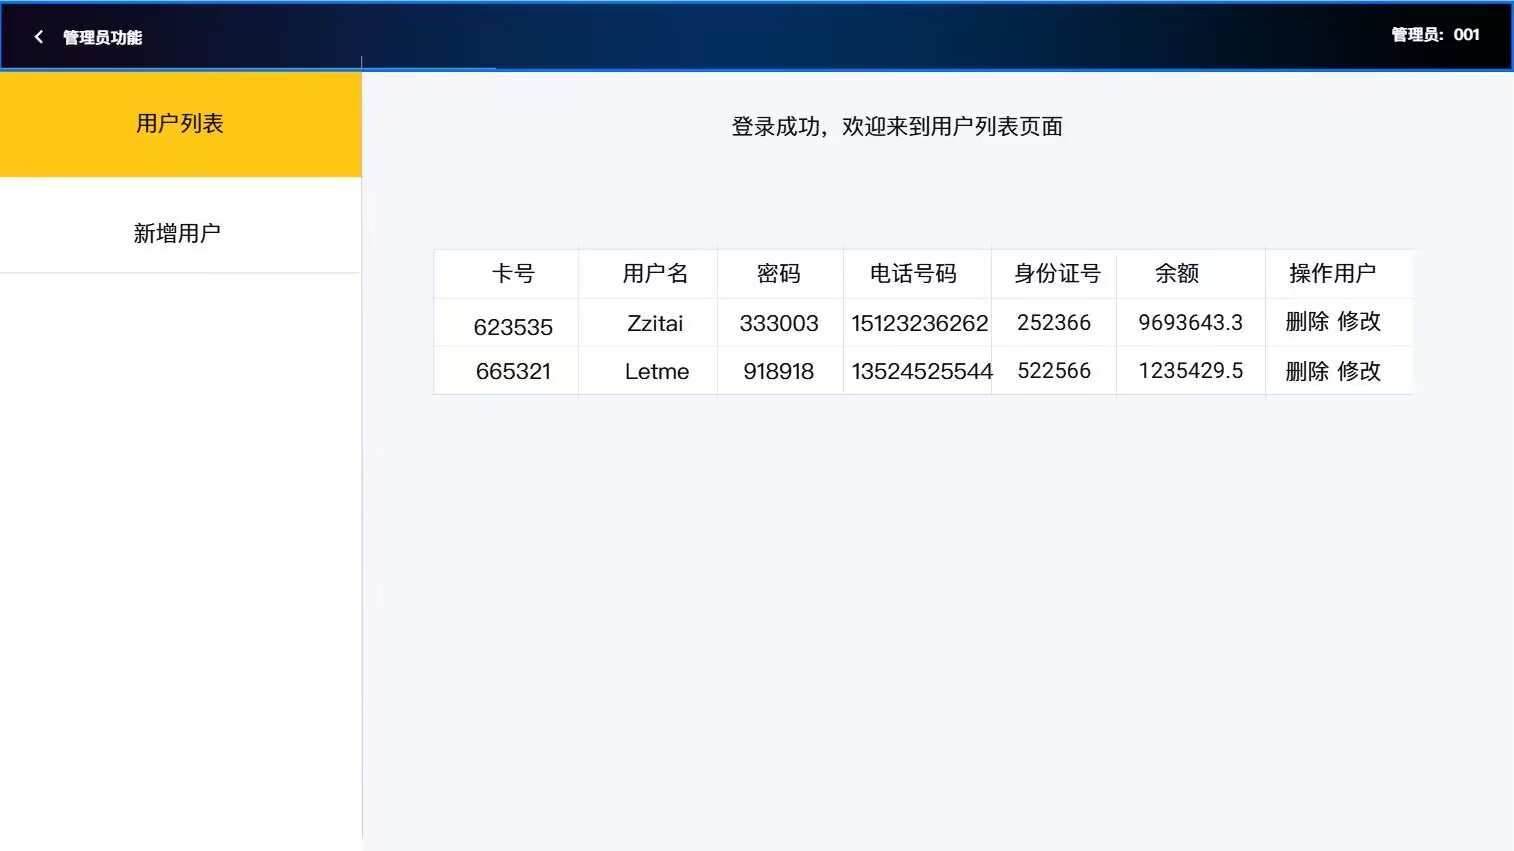 管理员功能
管理员：001
用户列表
新增用户
登录成功，欢迎来到用户列表页面
卡号 用户名 密码 电话号码 身份证号 余额 操作用户
623535 Zzitai 333003 15123236262 252366 9693643.3 删除 修改
665321 Letme 918918 13524525544 522566 1235429.5 删除 修改